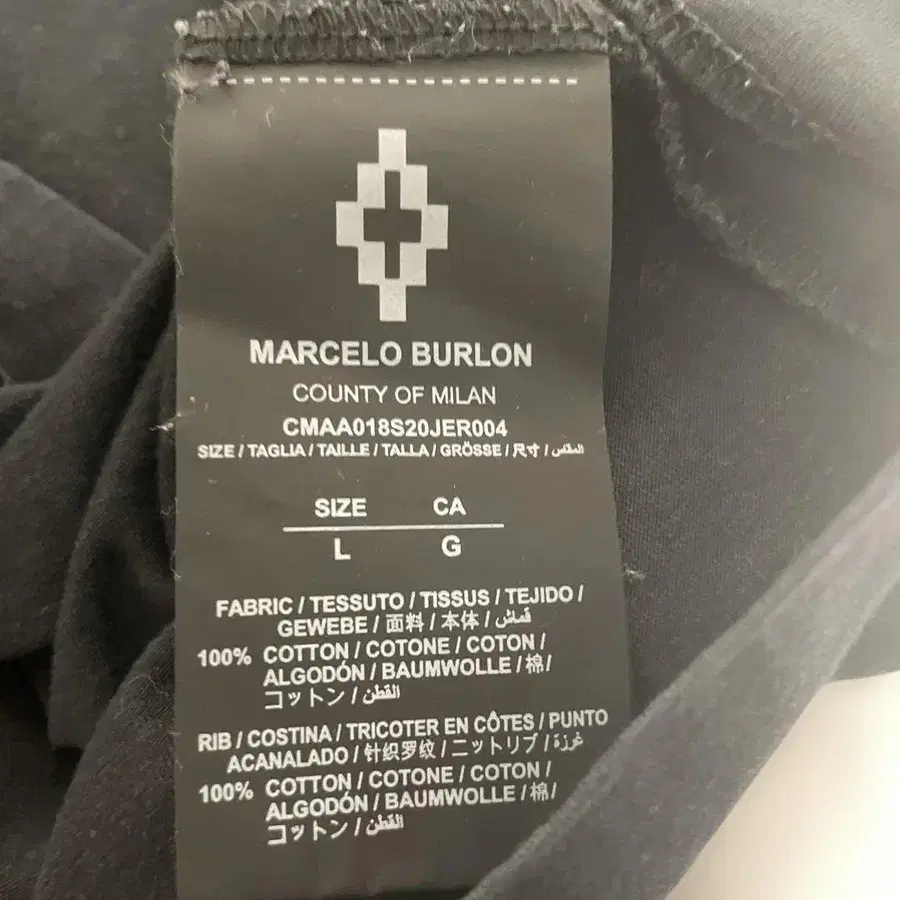 MARCELO BURLON
COUNTY OF MILAN
CMAA018S20JER004
SIZE / TAGLIA / TAILLE / TALLA / GRÖSSE / 尺寸 / المقاس
SIZE CA
L G
FABRIC / TESSUTO / TISSUS / TEJIDO /
GEWEBE / 面料 / 本体 / قماش
100% COTTON / COTONE / COTON /
ALGODÓN / BAUMWOLLE / 棉 /
コットン / القطن
RIB / COSTINA / TRICOTER EN CÔTES / PUNTO
ACANALADO / 针织罗纹 / ニットリブ / غرزة
100% COTTON / COTONE / COTON /
ALGODÓN / BAUMWOLLE / 棉 /
コットン / القطن